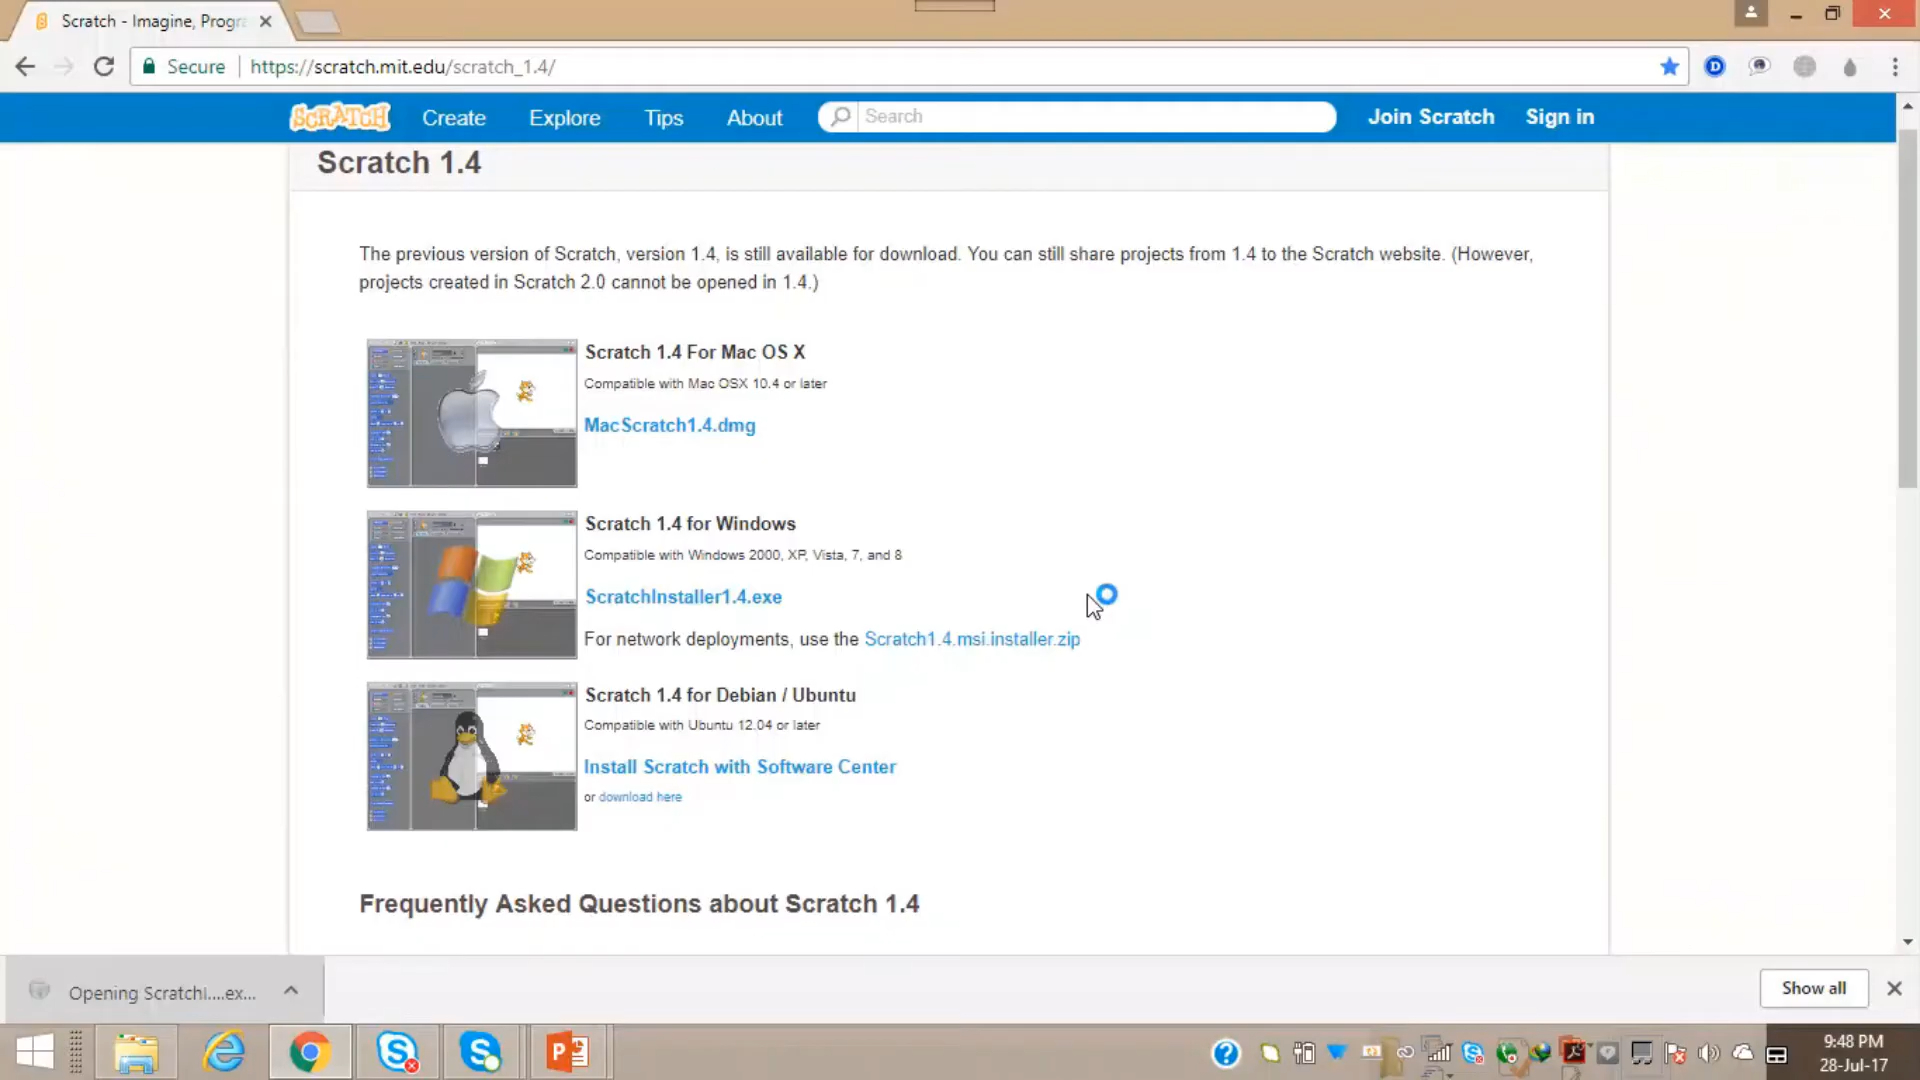 Scratch - Imagine, Progra
Secure
https://scratch.mit.edu/scratch_1.4/
SCRATCH
Create
Explore
Tips
About
Search
Join Scratch
Sign in
Scratch 1.4
The previous version of Scratch, version 1.4, is still available for download. You can still share projects from 1.4 to the Scratch website. (However,
projects created in Scratch 2.0 cannot be opened in 1.4.)
Scratch 1.4 For Mac OS X
Compatible with Mac OSX 10.4 or later
MacScratch1.4.dmg
Scratch 1.4 for Windows
Compatible with Windows 2000, XP, Vista, 7, and 8
ScratchInstaller1.4.exe
For network deployments, use the Scratch1.4.msi.installer.zip
Scratch 1.4 for Debian / Ubuntu
Compatible with Ubuntu 12.04 or later
Install Scratch with Software Center
or download here
Frequently Asked Questions about Scratch 1.4
Opening Scratchi....ex...
Show all
9:48 PM
28-Jul-17